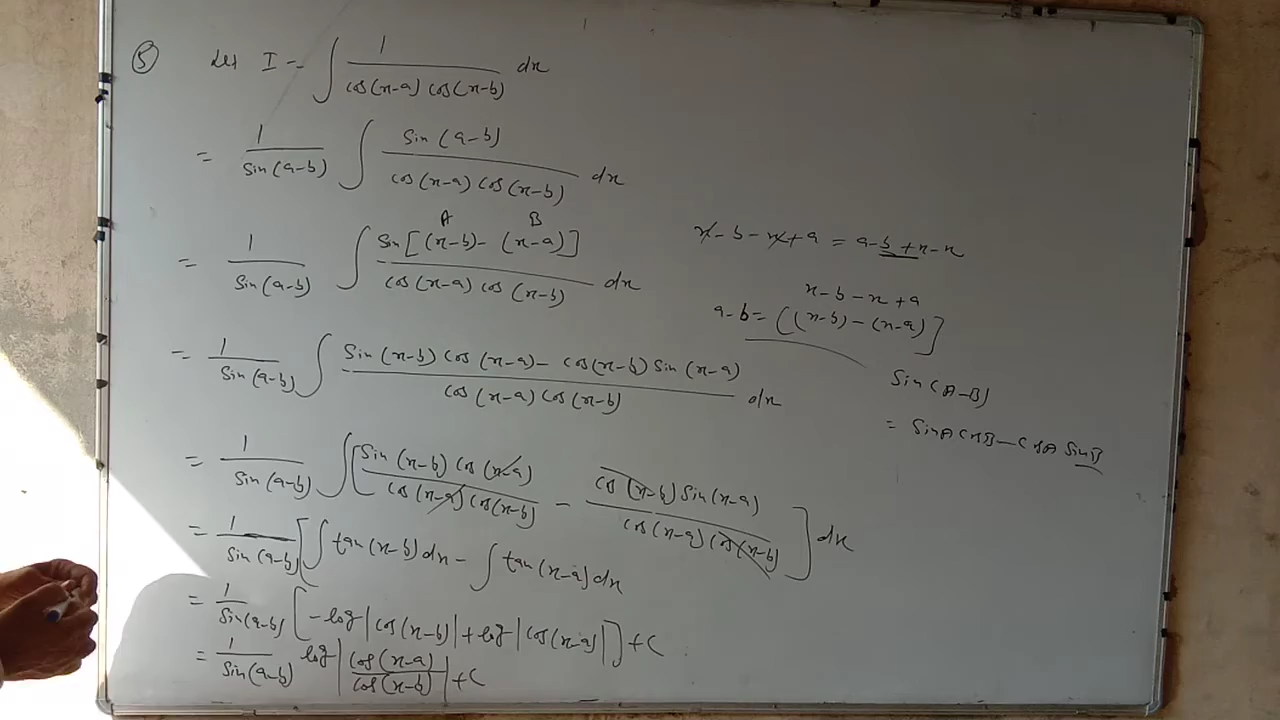 ⑤ Let I = ∫ 1/(cos(x-a) cos(x-b)) dx
= 1/sin(a-b) ∫ sin(a-b)/(cos(x-a) cos(x-b)) dx
A B
= 1/sin(a-b) ∫ sin[(x-b)-(x-a)]/(cos(x-a) cos(x-b)) dx
x-b-x+a = a-b+x-x
x-b-x+a
a-b = [(x-b)-(x-a)]
= 1/sin(a-b) ∫ (sin(x-b) cos(x-a) - cos(x-b) sin(x-a))/(cos(x-a) cos(x-b)) dx
sin(A-B)
= sinA cosB - cosA sinB
= 1/sin(a-b) ∫ [sin(x-b) cos(x-a)/(cos(x-a) cos(x-b)) - cos(x-b) sin(x-a)/(cos(x-a) cos(x-b))] dx
= 1/sin(a-b) [∫ tan(x-b) dx - ∫ tan(x-a) dx
= 1/sin(a-b) [-log|cos(x-b)| + log|cos(x-a)|] + C
= 1/sin(a-b) log|cos(x-a)/cos(x-b)| + C